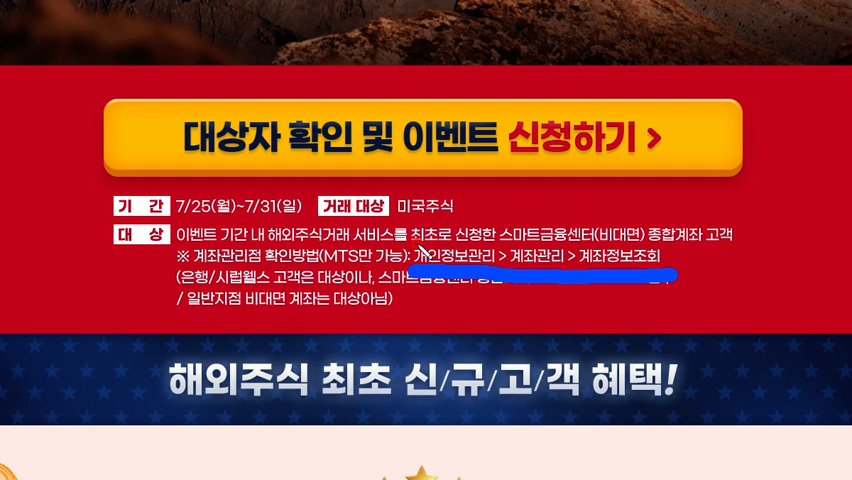 대상자 확인 및 이벤트 신청하기 >
기 간 7/25(월)~7/31(일) 거래 대상 미국주식
대 상 이벤트 기간 내 해외주식거래 서비스를 최초로 신청한 스마트금융센터(비대면) 종합계좌 고객
※ 계좌관리점 확인방법(MTS만 가능): 개인정보관리 > 계좌관리 > 계좌정보조회
(은행/시럽웰스 고객은 대상이나, 스마트금융센터
/ 일반지점 비대면 계좌는 대상아님)
해외주식 최초 신/규/고/객 혜택!